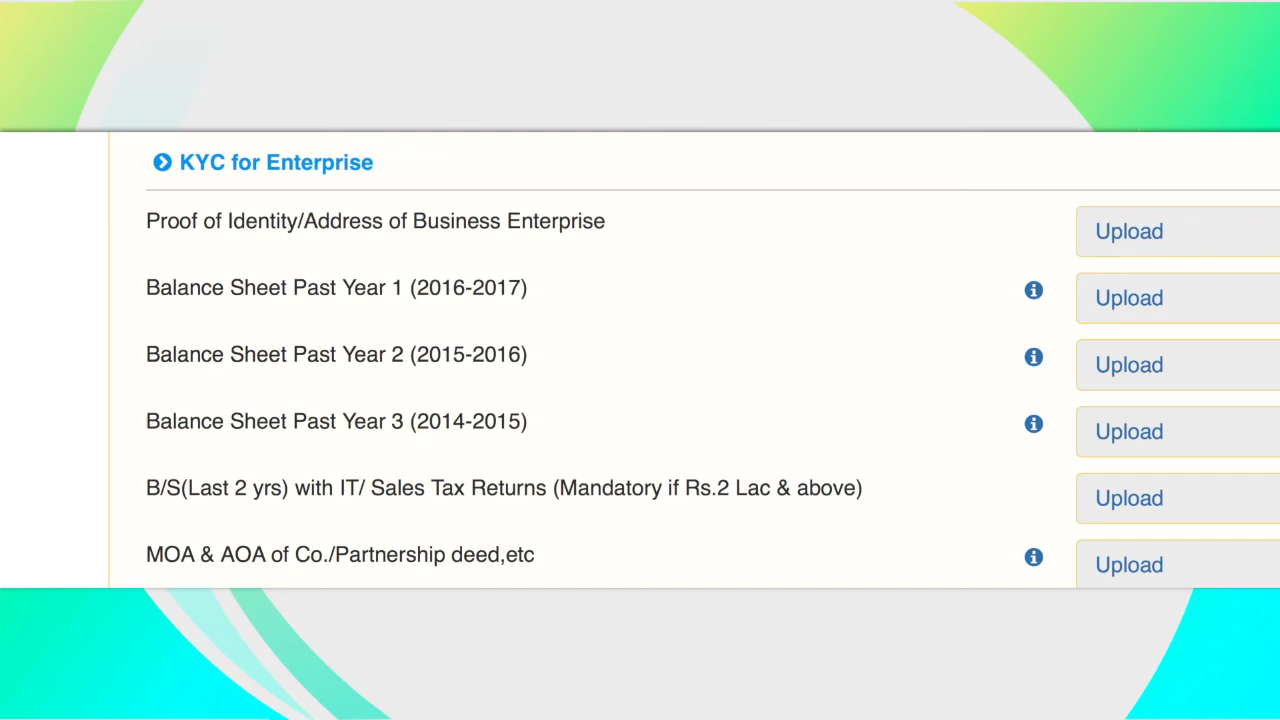 KYC for Enterprise
Proof of Identity/Address of Business Enterprise
Upload
Balance Sheet Past Year 1 (2016-2017)
Upload
Balance Sheet Past Year 2 (2015-2016)
Upload
Balance Sheet Past Year 3 (2014-2015)
Upload
B/S(Last 2 yrs) with IT/ Sales Tax Returns (Mandatory if Rs.2 Lac & above)
Upload
MOA & AOA of Co./Partnership deed,etc
Upload